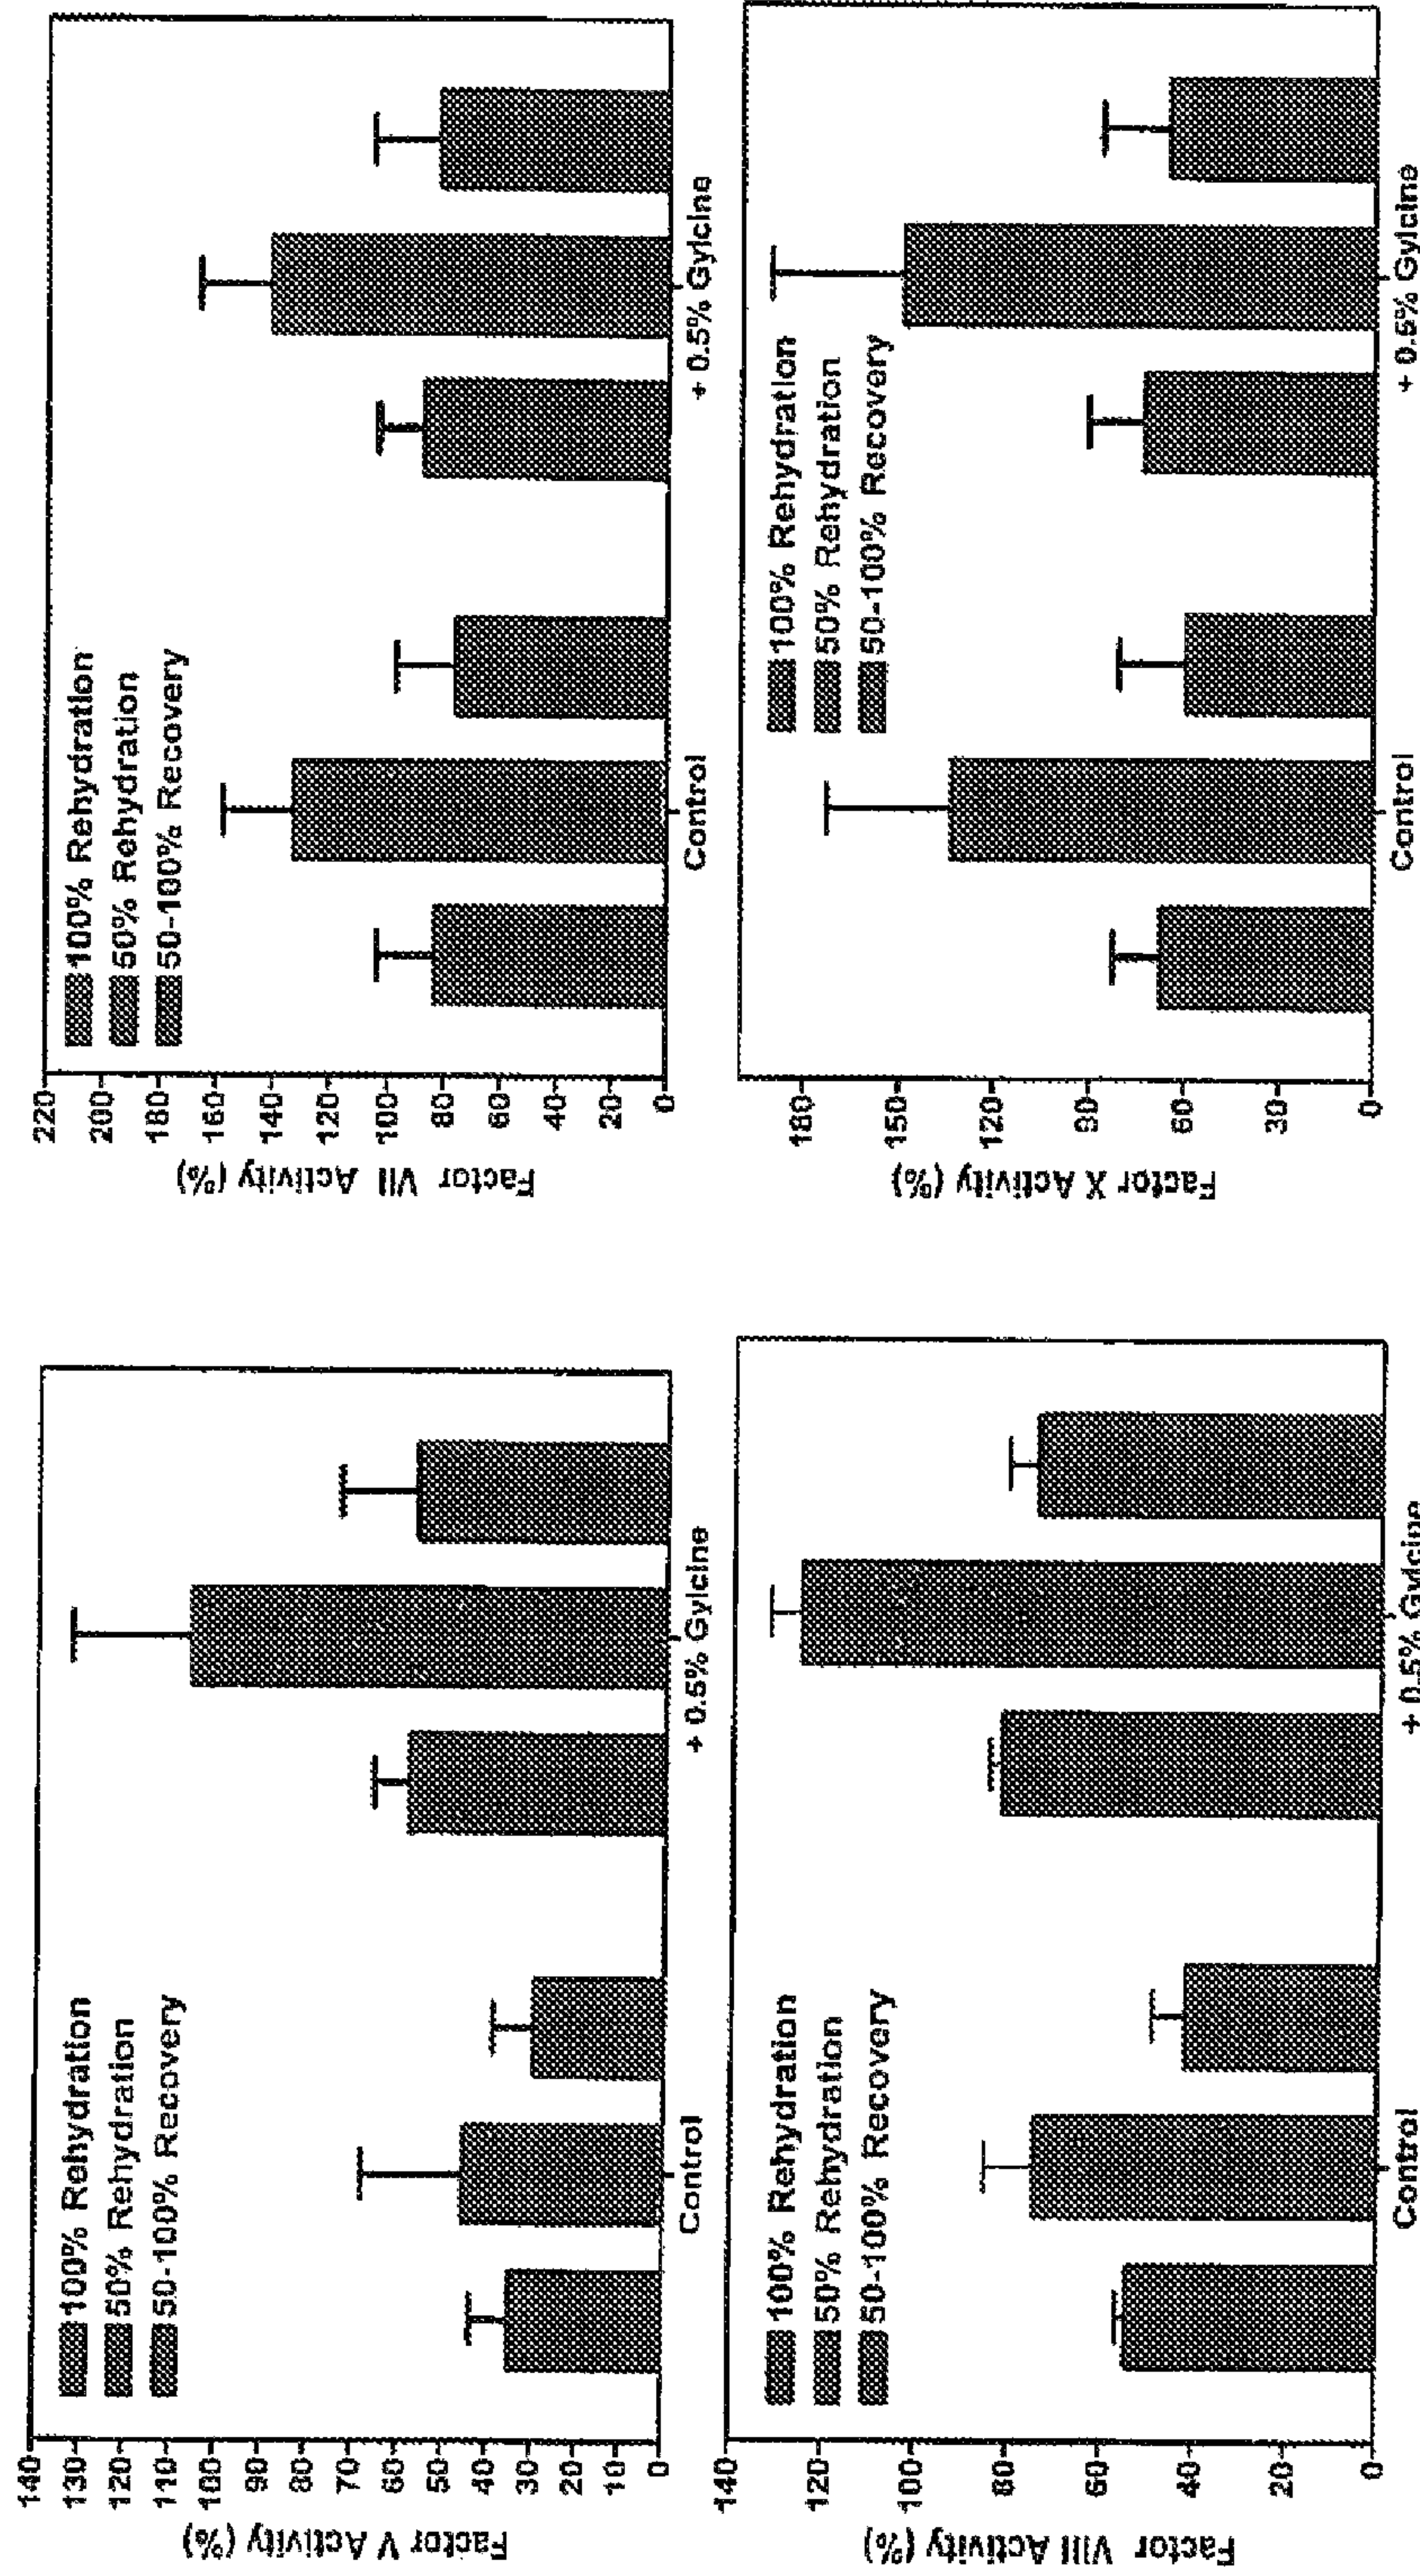 Factor V Activity (%)
140
130
120
110
100
90
80
70
60
50
40
30
20
10
0
100% Rehydration
50% Rehydration
50-100% Recovery
Control
+ 0.5% Gylcine
Factor VII Activity (%)
220
200
180
160
140
120
100
80
60
40
20
0
100% Rehydration
50% Rehydration
50-100% Recovery
Control
+ 0.5% Gylcine
Factor VIII Activity (%)
140
120
100
80
60
40
20
0
100% Rehydration
50% Rehydration
50-100% Recovery
Control
+ 0.5% Gylcine
Factor X Activity (%)
180
150
120
90
60
30
0
100% Rehydration
50% Rehydration
50-100% Recovery
Control
+ 0.5% Gylcine